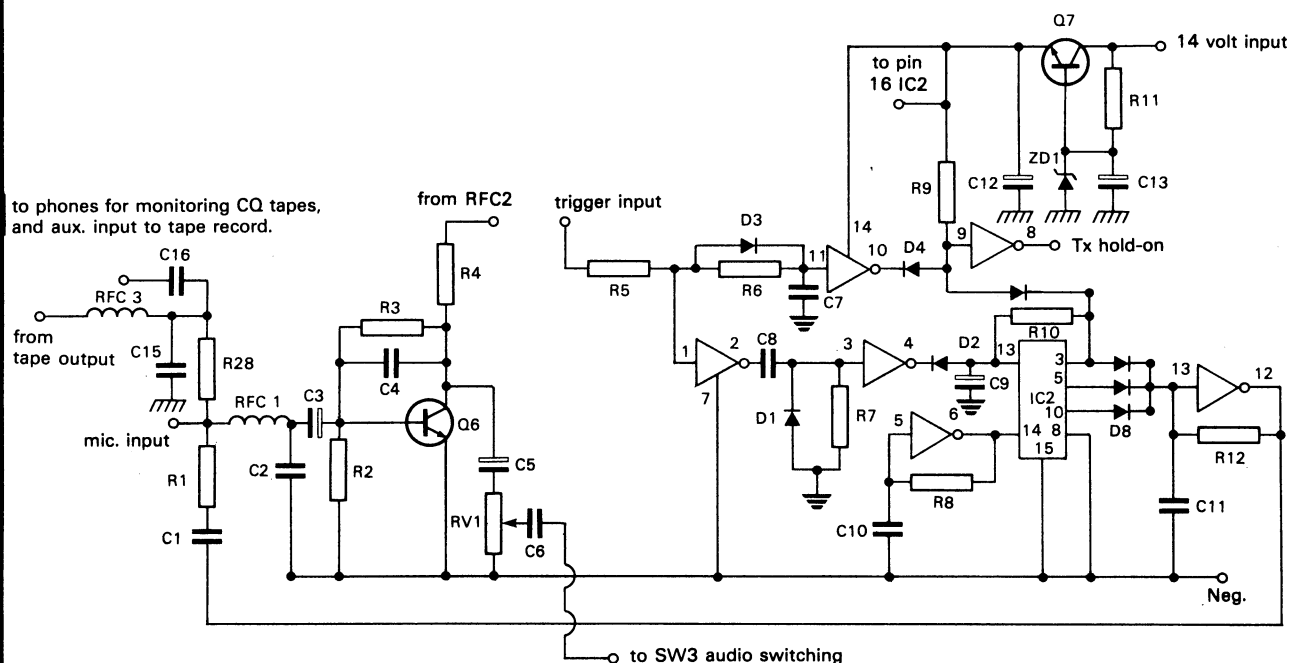 Q7
14 volt input
to pin
16 IC2
R11
ZD1
R9
C12
C13
to phones for monitoring CQ tapes,
and aux. input to tape record.
from RFC2
trigger input
14
D3
9
8
Tx hold-on
C16
11
10
D4
R4
R5
R6
C7
RFC 3
R3
from
tape output
C15
R28
C4
1
2
C8
3
4
D2
13
R10
3
5
IC2
10
14
8
15
C9
13
12
7
D1
R7
RFC 1
C3
Q6
mic. input
5
6
D8
R12
R1
C2
R2
C5
R8
C11
RV1
C6
C10
C1
Neg.
to SW3 audio switching